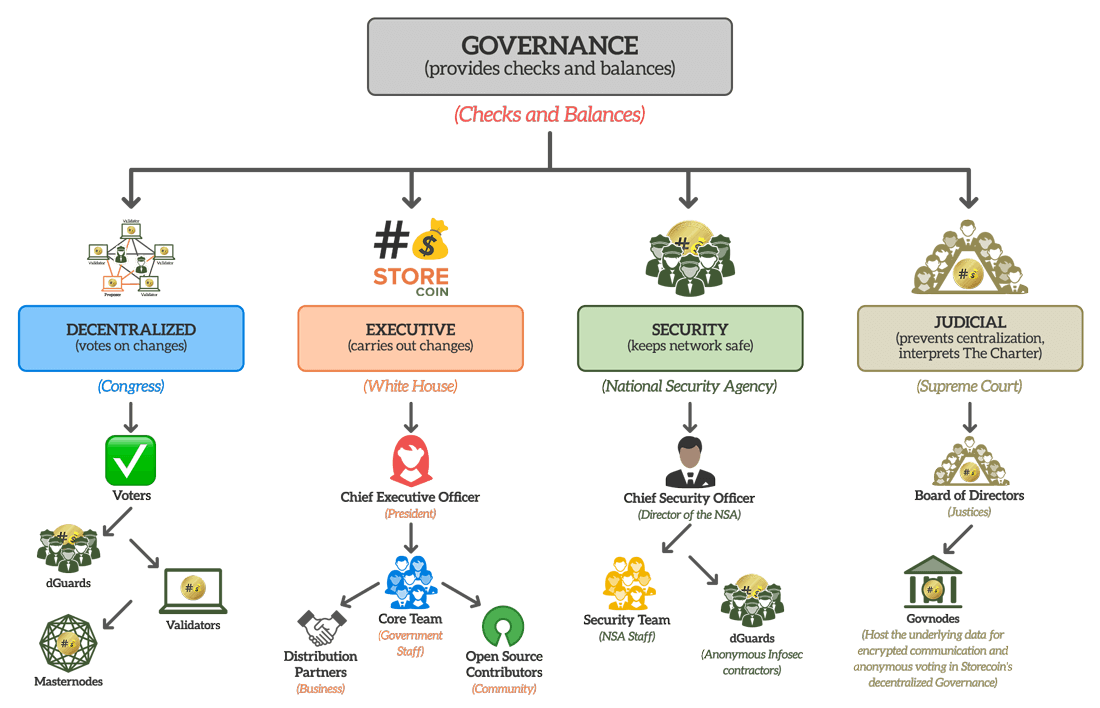 GOVERNANCE
(provides checks and balances)
(Checks and Balances)
Validator
Validator
Validator
Proposer
Validator
#$
STORE
COIN
DECENTRALIZED
(votes on changes)
EXECUTIVE
(carries out changes)
SECURITY
(keeps network safe)
JUDICIAL
(prevents centralization,
interprets The Charter)
(Congress)
(White House)
(National Security Agency)
(Supreme Court)
Voters
Chief Executive Officer
(President)
Chief Security Officer
(Director of the NSA)
Board of Directors
(Justices)
dGuards
Validators
Masternodes
Core Team
(Government
Staff)
Distribution
Partners
(Business)
Open Source
Contributors
(Community)
Security Team
(NSA Staff)
dGuards
(Anonymous Infosec
contractors)
Govnodes
(Host the underlying data for
encrypted communication and
anonymous voting in Storecoin's
decentralized Governance)